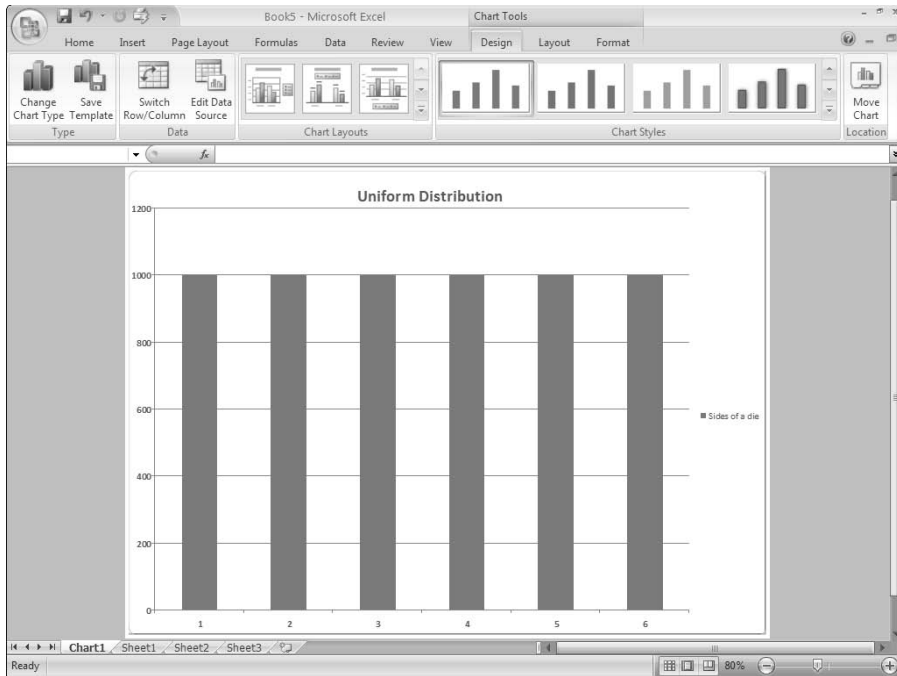 Book5 - Microsoft Excel
Chart Tools
Home Insert Page Layout Formulas Data Review View Design Layout Format
Change Chart Type
Save Template
Switch Row/Column
Edit Data Source
Move Chart
Type Data Chart Layouts Chart Styles Location
fx
Uniform Distribution
1200
1000
800
600
400
200
0
1 2 3 4 5 6
Sides of a die
Chart1 Sheet1 Sheet2 Sheet3
Ready 80%